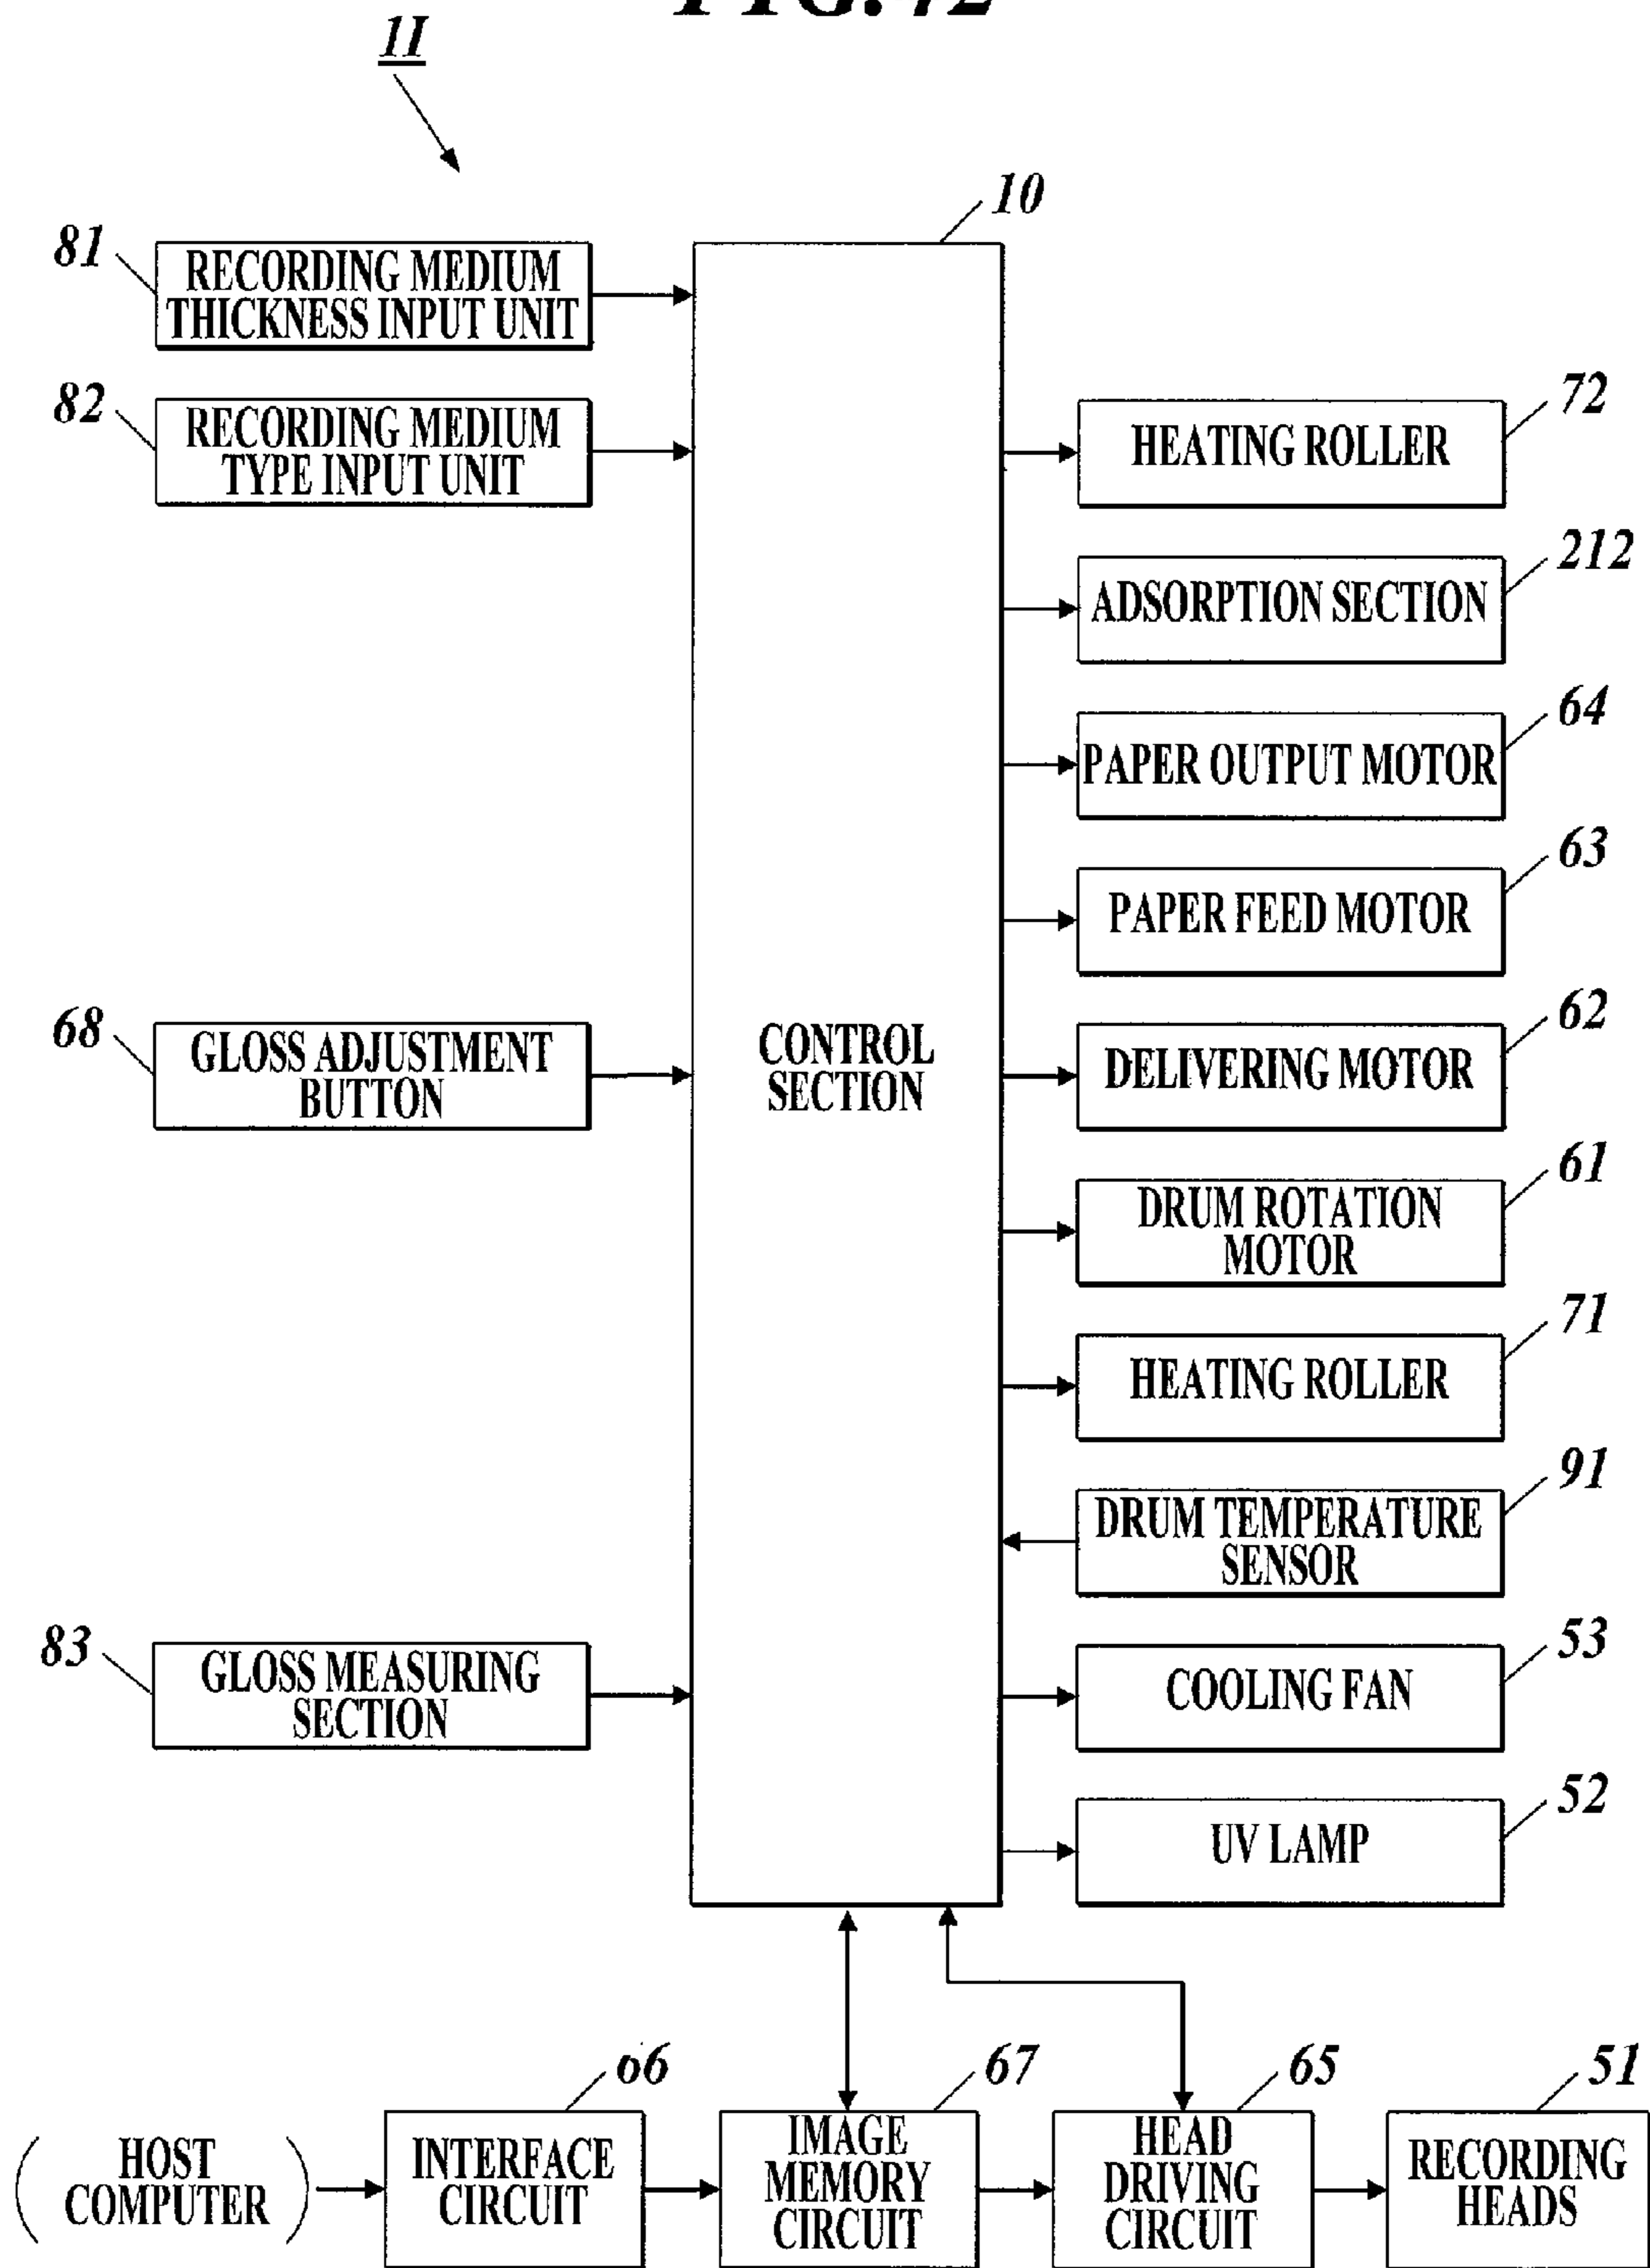 FIG. 42
1I
10
81
RECORDING MEDIUM
THICKNESS INPUT UNIT
82
RECORDING MEDIUM
TYPE INPUT UNIT
72
HEATING ROLLER
212
ADSORPTION SECTION
64
PAPER OUTPUT MOTOR
63
PAPER FEED MOTOR
68
GLOSS ADJUSTMENT
BUTTON
CONTROL
SECTION
62
DELIVERING MOTOR
61
DRUM ROTATION
MOTOR
71
HEATING ROLLER
91
DRUM TEMPERATURE
SENSOR
83
GLOSS MEASURING
SECTION
53
COOLING FAN
52
UV LAMP
66
67
65
51
HOST
COMPUTER
INTERFACE
CIRCUIT
IMAGE
MEMORY
CIRCUIT
HEAD
DRIVING
CIRCUIT
RECORDING
HEADS